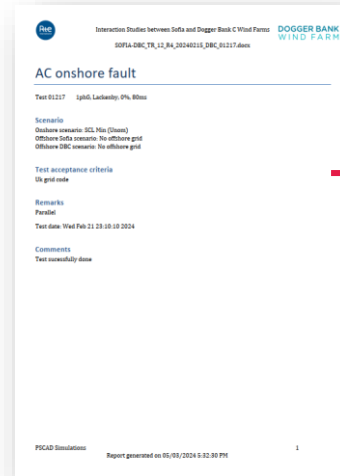 Rte
Interaction Studies between Sofia and Dogger Bank C Wind Farms
DOGGER BANK
WIND FARM
SOFIA-DBC_TR_12_R4_20240215_DBC_01217.docx
AC onshore fault
Test 01217 1phG, Lackenby, 0%, 80ms
Scenario
Onshore scenario: SCL Min (Unom)
Offshore Sofia scenario: No offshore grid
Offshore DBC scenario: No offshore grid
Test acceptance criteria
Uk grid code
Remarks
Parallel
Test date: Wed Feb 21 23:10:10 2024
Comments
Test sucessfully done
PSCAD Simulations
1
Report generated on 05/03/2024 5:32:30 PM